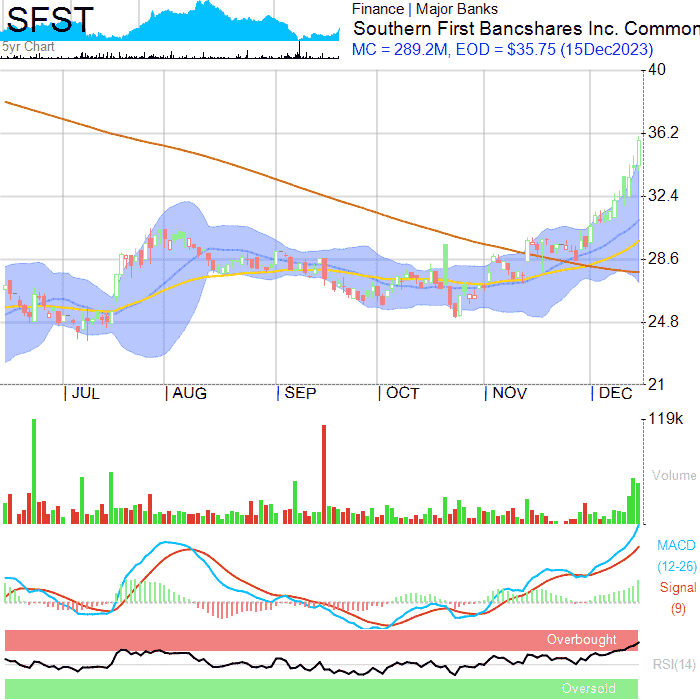 SFST
5yr Chart
Finance | Major Banks
Southern First Bancshares Inc. Common
MC = 289.2M, EOD = $35.75 (15Dec2023)
40
36.2
32.4
28.6
24.8
21
JUL AUG SEP OCT NOV DEC
119k
Volume
MACD
(12-26)
Signal
(9)
Overbought
RSI(14)
Oversold